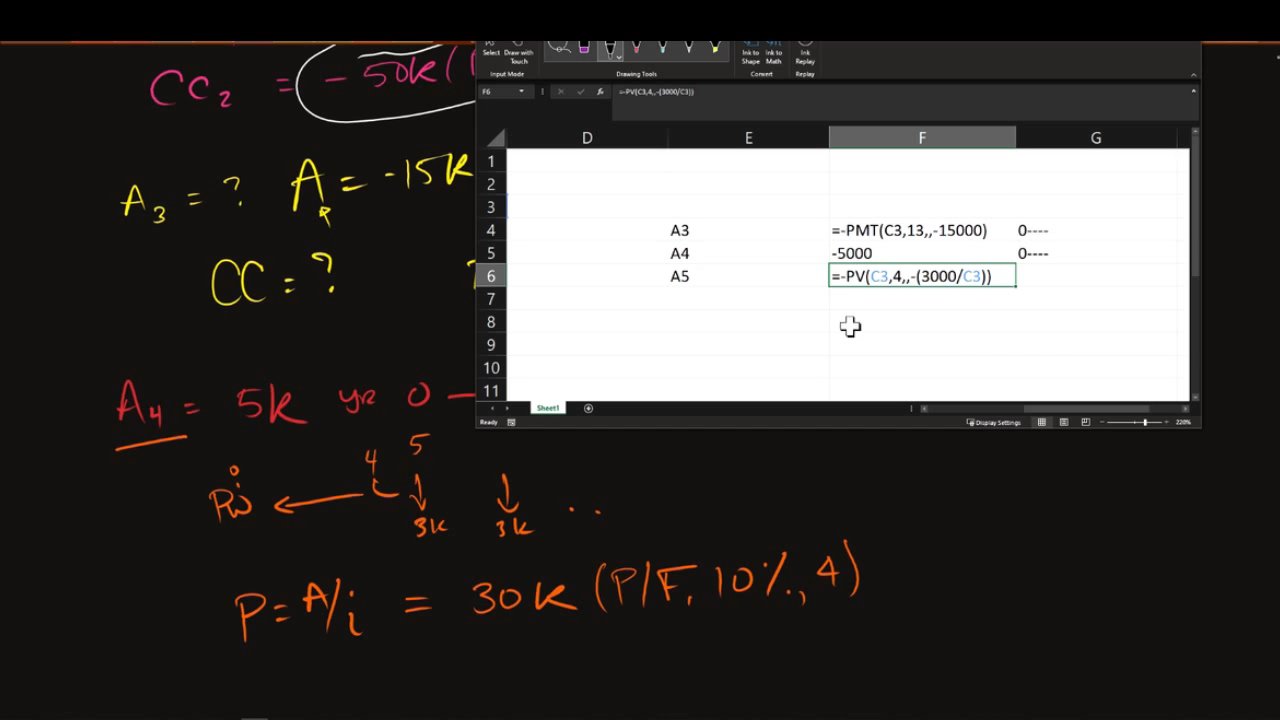 CC2 = - 50K (
A3 = ? A = -15K
CC = ?
A4 = 5K yr 0 —
0 4 5
PW 3K 3K ..
P = A/i = 30K (P/F, 10%, 4)
Select Draw with Touch Ink to Shape Ink to Math Ink Replay
Input Mode Drawing Tools Convert Replay
F6 fx =-PV(C3,4,,-(3000/C3))
D E F G
1
2
3
4 A3 =-PMT(C3,13,,-15000) 0----
5 A4 -5000 0----
6 A5 =-PV(C3,4,,-(3000/C3))
7
8
9
10
11
Sheet1
Ready Display Settings 220%